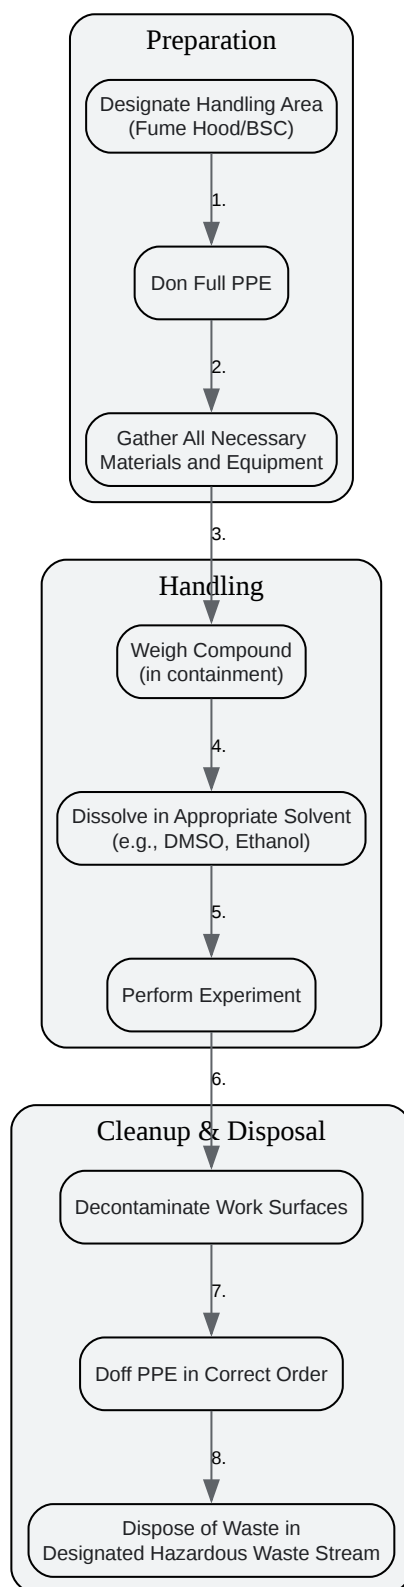 Preparation
Designate Handling Area
(Fume Hood/BSC)
1.
Don Full PPE
2.
Gather All Necessary
Materials and Equipment
3.
Handling
Weigh Compound
(in containment)
4.
Dissolve in Appropriate Solvent
(e.g., DMSO, Ethanol)
5.
Perform Experiment
6.
Cleanup & Disposal
Decontaminate Work Surfaces
7.
Doff PPE in Correct Order
8.
Dispose of Waste in
Designated Hazardous Waste Stream